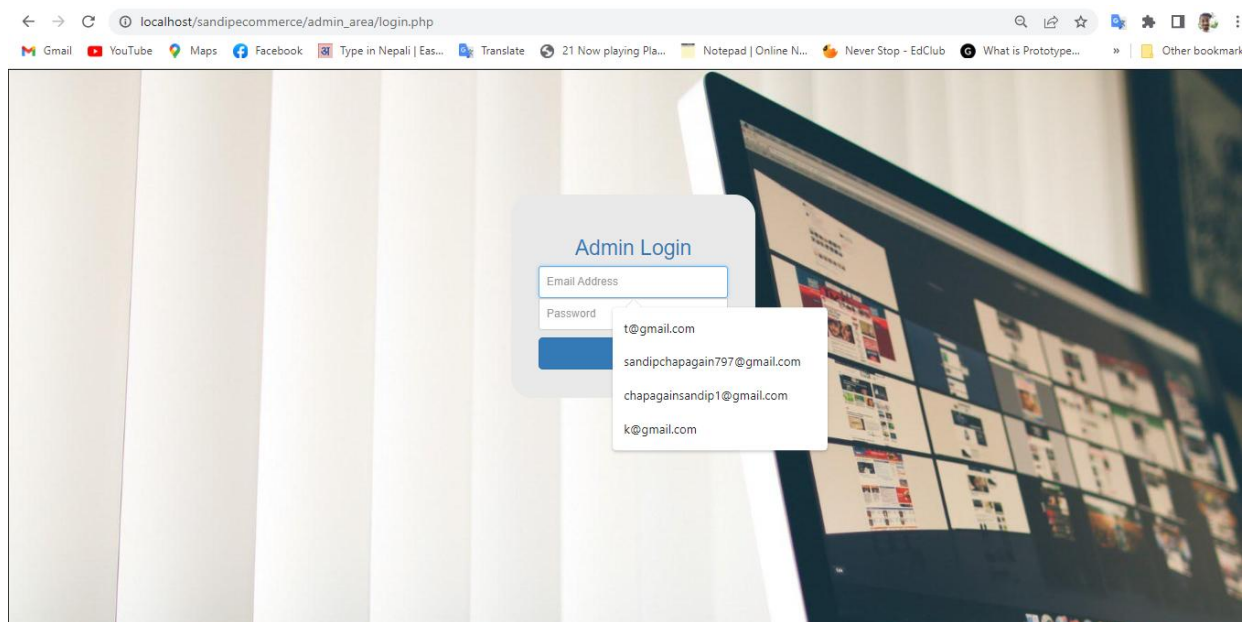 localhost/sandipecommerce/admin_area/login.php
Gmail YouTube Maps Facebook अ Type in Nepali | Eas... Translate 21 Now playing Pla... Notepad | Online N... Never Stop - EdClub G What is Prototype... » Other bookmark
Admin Login
Email Address
Password
t@gmail.com
sandipchapagain797@gmail.com
chapagainsandip1@gmail.com
k@gmail.com